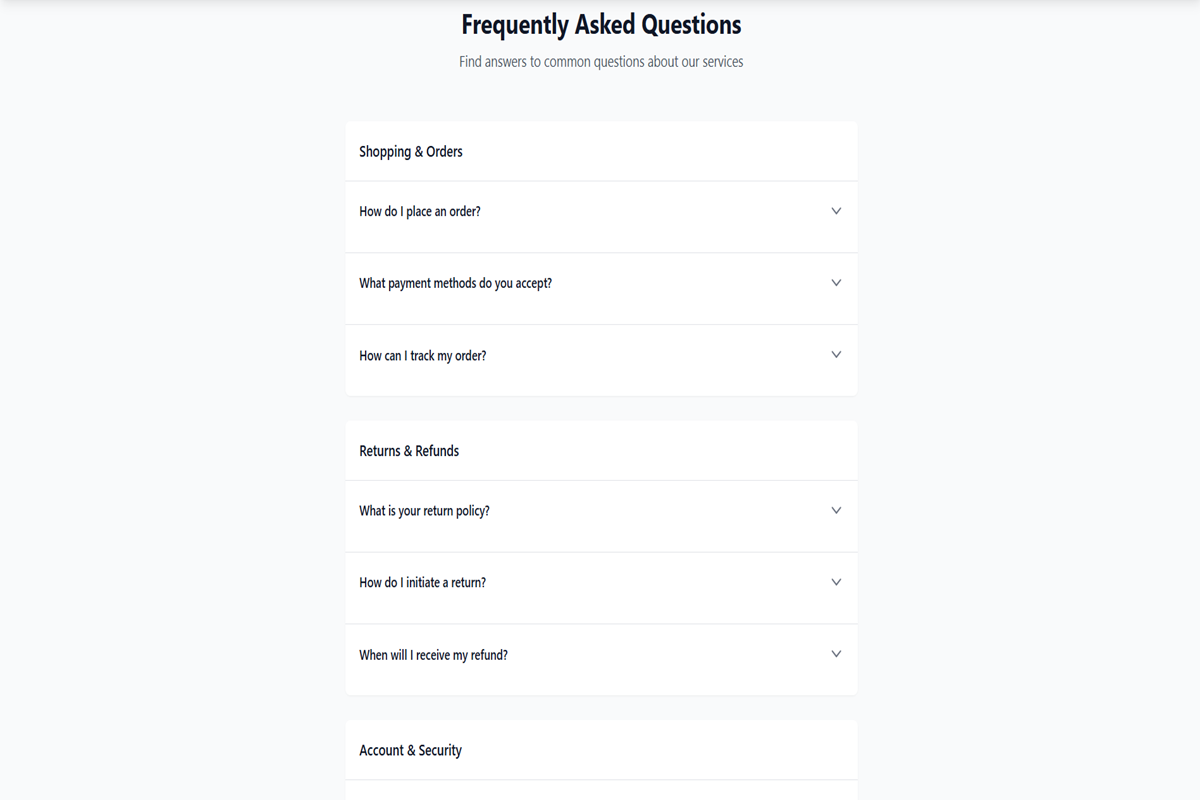 Frequently Asked Questions
Find answers to common questions about our services
Shopping & Orders
How do I place an order?
What payment methods do you accept?
How can I track my order?
Returns & Refunds
What is your return policy?
How do I initiate a return?
When will I receive my refund?
Account & Security